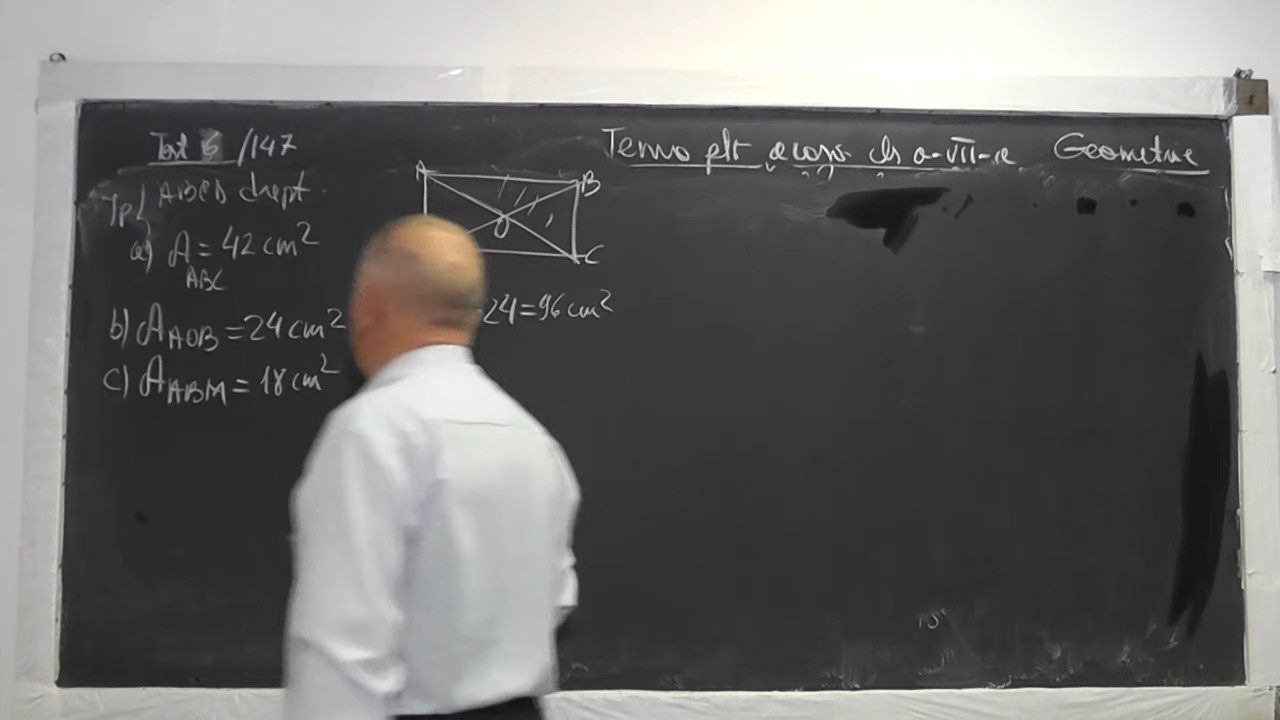 Test 6 /147
Tema pt acasă cls a-VII-a Geometrie
Ip { ABCD drept.
A B
O C
a) A ABC = 42 cm²
b) A AOB = 24 cm²
24 = 96 cm²
c) A ABM = 18 cm²